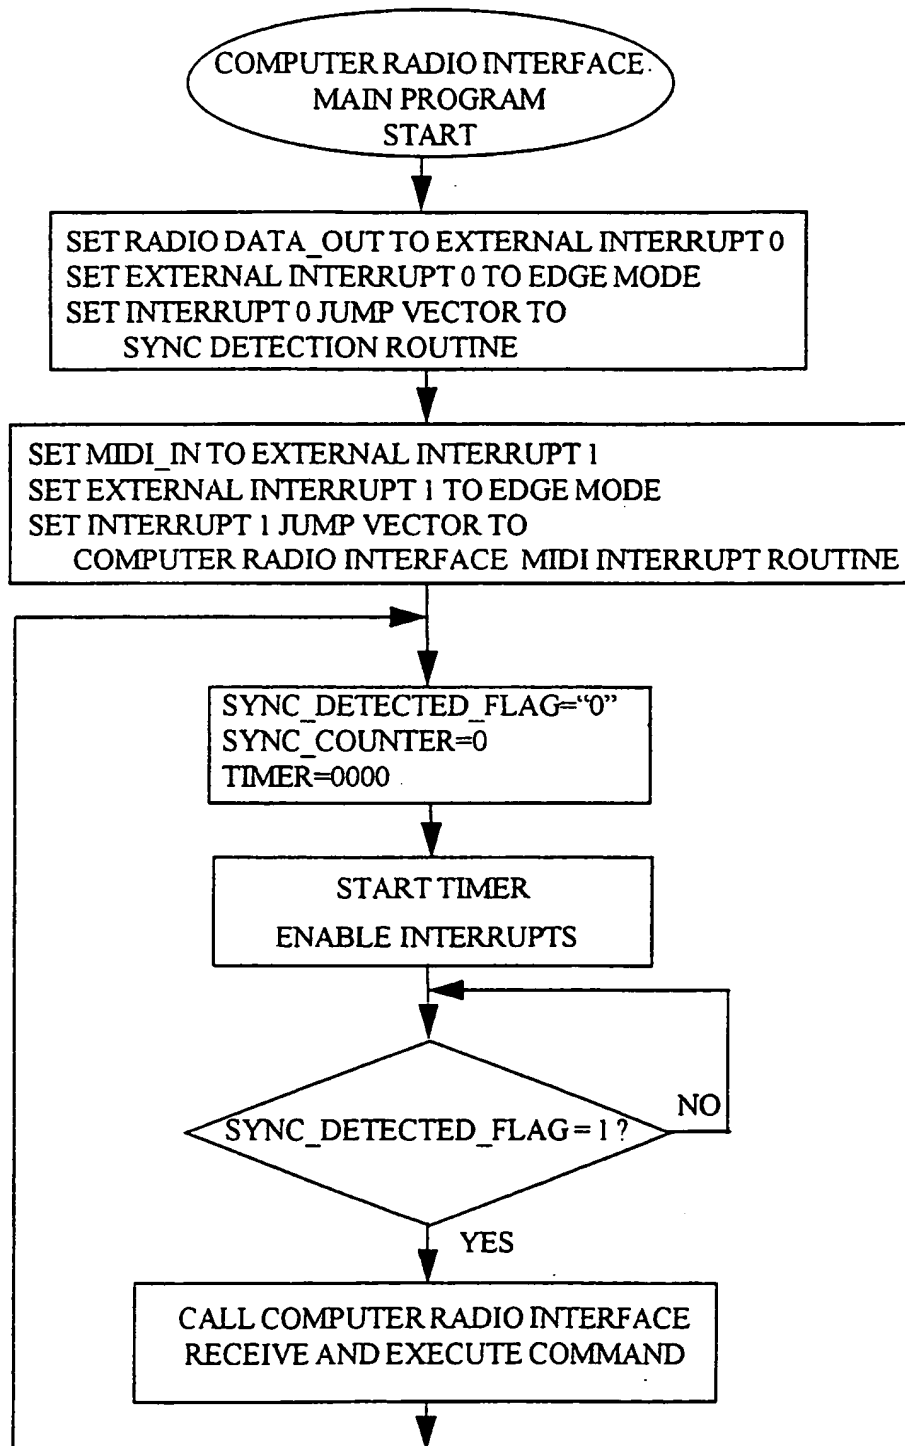 COMPUTER RADIO INTERFACE
MAIN PROGRAM
START
SET RADIO DATA_OUT TO EXTERNAL INTERRUPT 0
SET EXTERNAL INTERRUPT 0 TO EDGE MODE
SET INTERRUPT 0 JUMP VECTOR TO
SYNC DETECTION ROUTINE
SET MIDI_IN TO EXTERNAL INTERRUPT 1
SET EXTERNAL INTERRUPT 1 TO EDGE MODE
SET INTERRUPT 1 JUMP VECTOR TO
COMPUTER RADIO INTERFACE MIDI INTERRUPT ROUTINE
SYNC_DETECTED_FLAG=“0”
SYNC_COUNTER=0
TIMER=0000
START TIMER
ENABLE INTERRUPTS
SYNC_DETECTED_FLAG = 1 ?
NO
YES
CALL COMPUTER RADIO INTERFACE
RECEIVE AND EXECUTE COMMAND